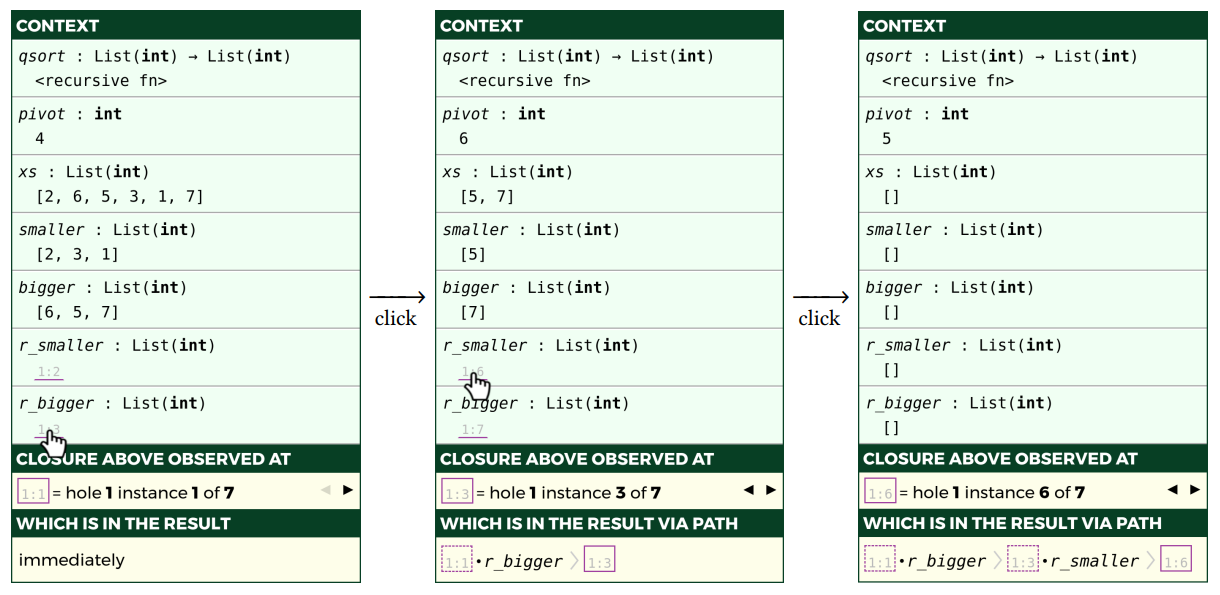 CONTEXT
qsort : List(int) → List(int)
<recursive fn>
pivot : int
4
xs : List(int)
[2, 6, 5, 3, 1, 7]
smaller : List(int)
[2, 3, 1]
bigger : List(int)
[6, 5, 7]
r_smaller : List(int)
1:2
r_bigger : List(int)
1:3
CLOSURE ABOVE OBSERVED AT
1:1 = hole 1 instance 1 of 7
WHICH IS IN THE RESULT
immediately
click
CONTEXT
qsort : List(int) → List(int)
<recursive fn>
pivot : int
6
xs : List(int)
[5, 7]
smaller : List(int)
[5]
bigger : List(int)
[7]
r_smaller : List(int)
1:6
r_bigger : List(int)
1:7
CLOSURE ABOVE OBSERVED AT
1:3 = hole 1 instance 3 of 7
WHICH IS IN THE RESULT VIA PATH
1:1 •r_bigger 〉 1:3
click
CONTEXT
qsort : List(int) → List(int)
<recursive fn>
pivot : int
5
xs : List(int)
[]
smaller : List(int)
[]
bigger : List(int)
[]
r_smaller : List(int)
[]
r_bigger : List(int)
[]
CLOSURE ABOVE OBSERVED AT
1:6 = hole 1 instance 6 of 7
WHICH IS IN THE RESULT VIA PATH
1:1 •r_bigger 〉 1:3 •r_smaller 〉 1:6